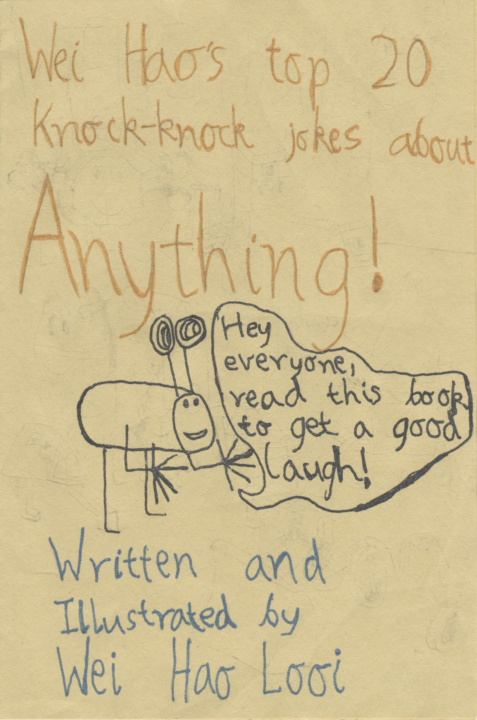 Wei Hao's top 20
Knock-knock jokes about
Anything!
Hey
everyone,
read this book
to get a good
laugh!
Written and
Illustrated by
Wei Hao Looi